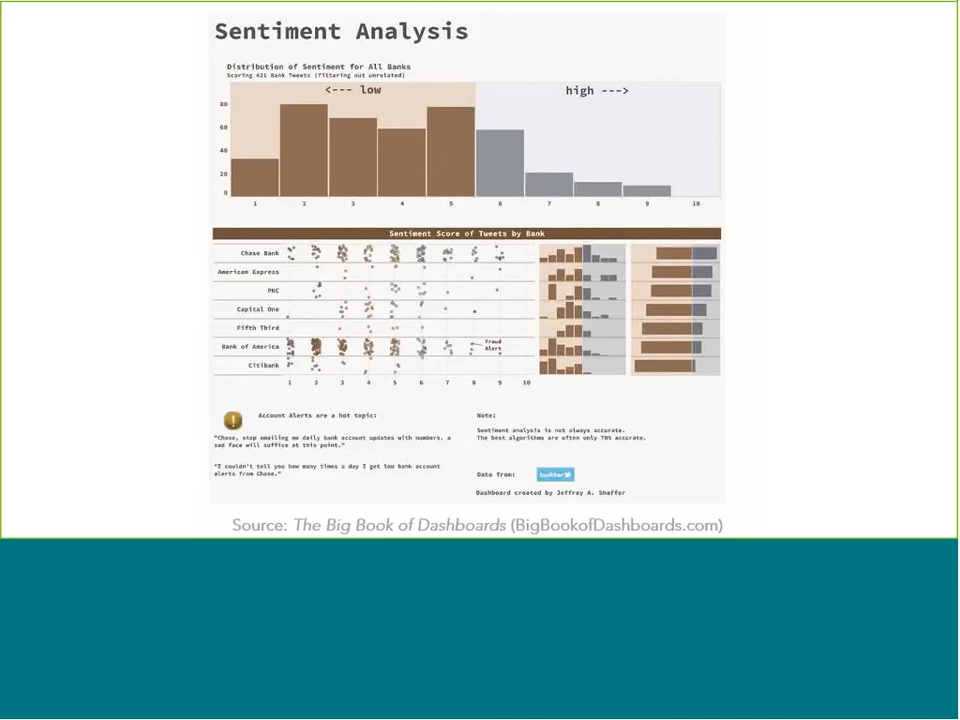 Sentiment Analysis
Distribution of Sentiment for All Banks
Scoring 421 Bank Tweets (filtering out unrelated)
<--- low
high --->
80
60
40
20
0
1 2 3 4 5 6 7 8 9 10
Sentiment Score of Tweets by Bank
Chase Bank
American Express
PNC
Capital One
Fifth Third
Bank of America
Fraud
Alert
Citibank
1 2 3 4 5 6 7 8 9 10
Account Alerts are a hot topic:
"Chase, stop emailing me daily bank account updates with numbers. a
sad face will suffice at this point."
"I couldn't tell you how many times a day I get low bank account
alerts from Chase."
Note:
Sentiment analysis is not always accurate.
The best algorithms are often only 70% accurate.
Data from:
twitter
Dashboard created by Jeffrey A. Shaffer
Source: The Big Book of Dashboards (BigBookofDashboards.com)